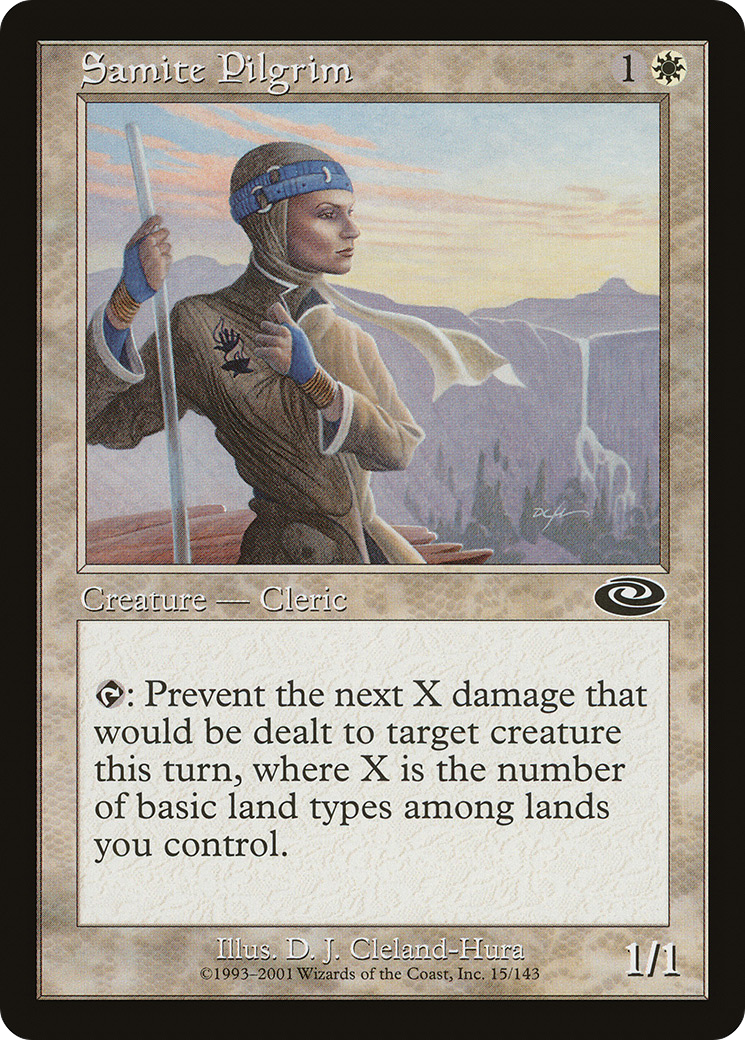 Samite Pilgrim 1
Creature — Cleric
: Prevent the next X damage that
would be dealt to target creature
this turn, where X is the number
of basic land types among lands
you control.
Illus. D. J. Cleland-Hura
©1993–2001 Wizards of the Coast, Inc. 15/143
1/1